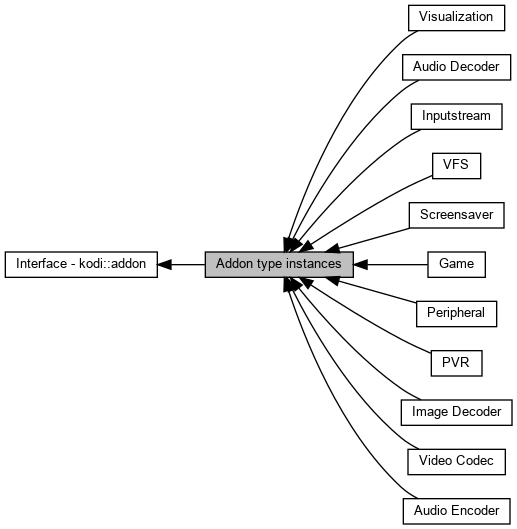 Visualization
Audio Decoder
Inputstream
VFS
Screensaver
Interface - kodi::addon
Addon type instances
Game
Peripheral
PVR
Image Decoder
Video Codec
Audio Encoder